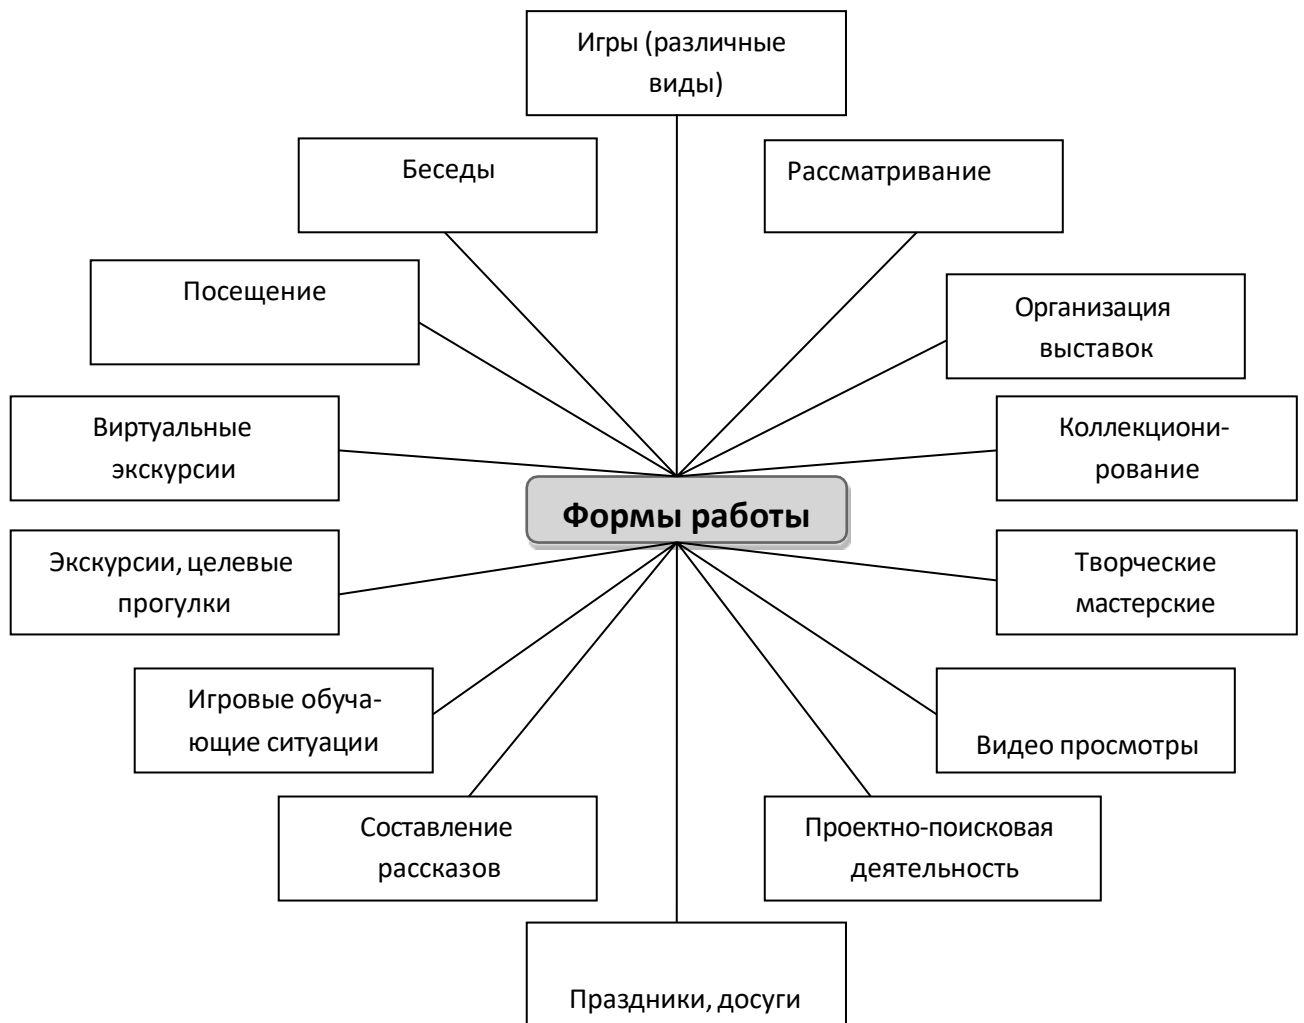 Игры (различные
виды)
Беседы
Рассматривание
Посещение
Организация
выставок
Виртуальные
экскурсии
Коллекциони-
рование
Формы работы
Экскурсии, целевые
прогулки
Творческие
мастерские
Игровые обуча-
ющие ситуации
Видео просмотры
Составление
рассказов
Проектно-поисковая
деятельность
Праздники, досуги